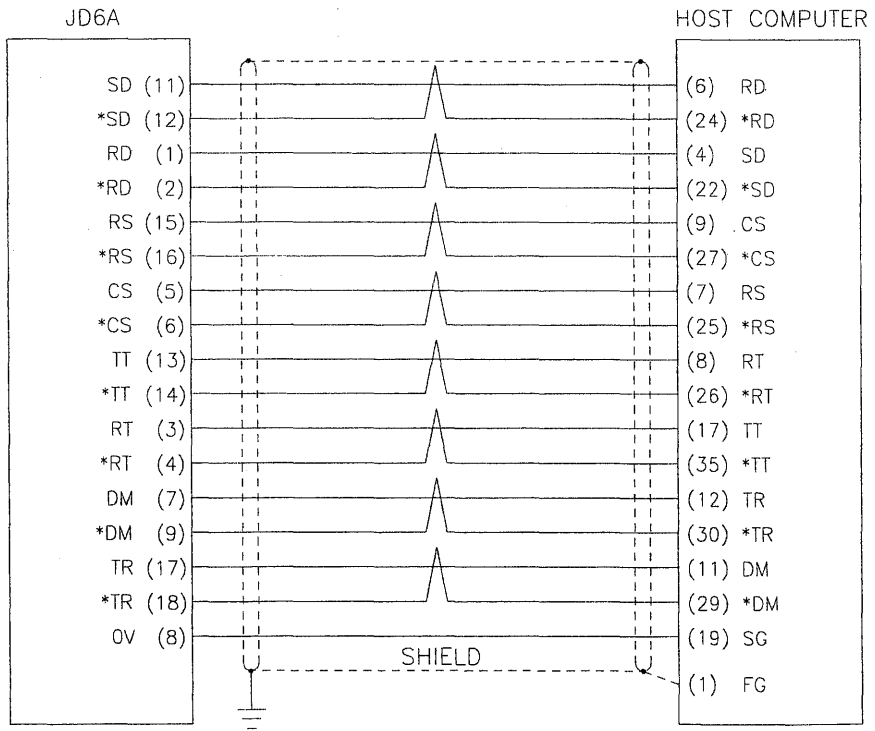 JD6A HOST COMPUTER
SD (11) (6) RD
*SD (12) (24) *RD
RD (1) (4) SD
*RD (2) (22) *SD
RS (15) (9) CS
*RS (16) (27) *CS
CS (5) (7) RS
*CS (6) (25) *RS
TT (13) (8) RT
*TT (14) (26) *RT
RT (3) (17) TT
*RT (4) (35) *TT
DM (7) (12) TR
*DM (9) (30) *TR
TR (17) (11) DM
*TR (18) (29) *DM
0V (8) (19) SG
SHIELD
(1) FG